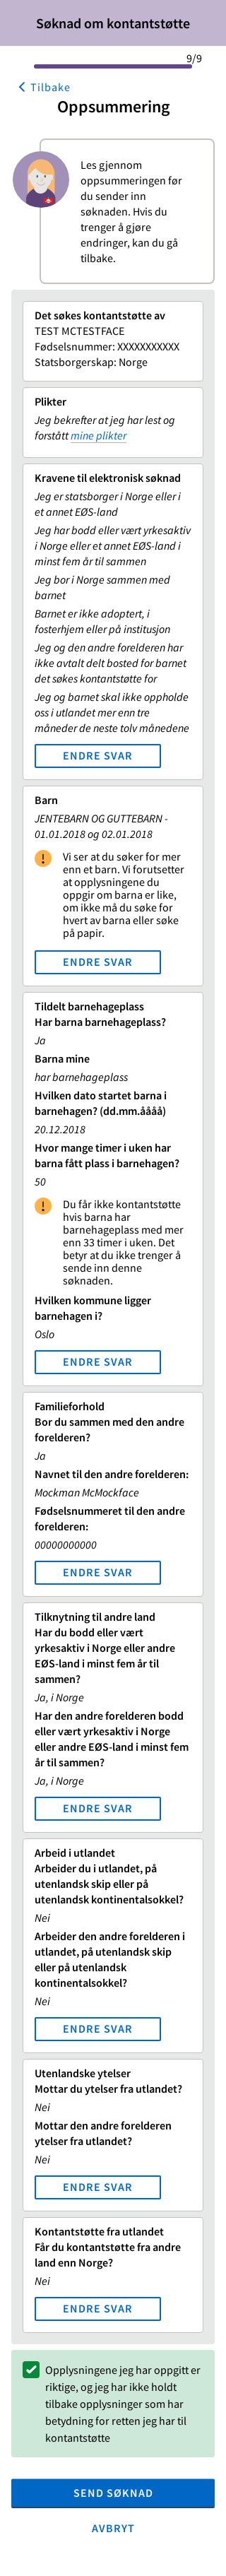 Søknad om kontantstøtte
9/9
Tilbake
Oppsummering
Les gjennom
oppsummeringen før
du sender inn
søknaden. Hvis du
trenger å gjøre
endringer, kan du gå
tilbake.
Det søkes kontantstøtte av
TEST MCTESTFACE
Fødselsnummer: XXXXXXXXXXX
Statsborgerskap: Norge
Plikter
Jeg bekrefter at jeg har lest og
forstått mine plikter
Kravene til elektronisk søknad
Jeg er statsborger i Norge eller i
et annet EØS-land
Jeg har bodd eller vært yrkesaktiv
i Norge eller et annet EØS-land i
minst fem år til sammen
Jeg bor i Norge sammen med
barnet
Barnet er ikke adoptert, i
fosterhjem eller på institusjon
Jeg og den andre forelderen har
ikke avtalt delt bosted for barnet
det søkes kontantstøtte for
Jeg og barnet skal ikke oppholde
oss i utlandet mer enn tre
måneder de neste tolv månedene
ENDRE SVAR
Barn
JENTEBARN OG GUTTEBARN -
01.01.2018 og 02.01.2018
Vi ser at du søker for mer
enn et barn. Vi forutsetter
at opplysningene du
oppgir om barna er like,
om ikke må du søke for
hvert av barna eller søke
på papir.
ENDRE SVAR
Tildelt barnehageplass
Har barna barnehageplass?
Ja
Barna mine
har barnehageplass
Hvilken dato startet barna i
barnehagen? (dd.mm.åååå)
20.12.2018
Hvor mange timer i uken har
barna fått plass i barnehagen?
50
Du får ikke kontantstøtte
hvis barna har
barnehageplass med mer
enn 33 timer i uken. Det
betyr at du ikke trenger å
sende inn denne
søknaden.
Hvilken kommune ligger
barnehagen i?
Oslo
ENDRE SVAR
Familieforhold
Bor du sammen med den andre
forelderen?
Ja
Navnet til den andre forelderen:
Mockman McMockface
Fødselsnummeret til den andre
forelderen:
00000000000
ENDRE SVAR
Tilknytning til andre land
Har du bodd eller vært
yrkesaktiv i Norge eller andre
EØS-land i minst fem år til
sammen?
Ja, i Norge
Har den andre forelderen bodd
eller vært yrkesaktiv i Norge
eller andre EØS-land i minst fem
år til sammen?
Ja, i Norge
ENDRE SVAR
Arbeid i utlandet
Arbeider du i utlandet, på
utenlandsk skip eller på
utenlandsk kontinentalsokkel?
Nei
Arbeider den andre forelderen i
utlandet, på utenlandsk skip
eller på utenlandsk
kontinentalsokkel?
Nei
ENDRE SVAR
Utenlandske ytelser
Mottar du ytelser fra utlandet?
Nei
Mottar den andre forelderen
ytelser fra utlandet?
Nei
ENDRE SVAR
Kontantstøtte fra utlandet
Får du kontantstøtte fra andre
land enn Norge?
Nei
ENDRE SVAR
Opplysningene jeg har oppgitt er
riktige, og jeg har ikke holdt
tilbake opplysninger som har
betydning for retten jeg har til
kontantstøtte
SEND SØKNAD
AVBRYT